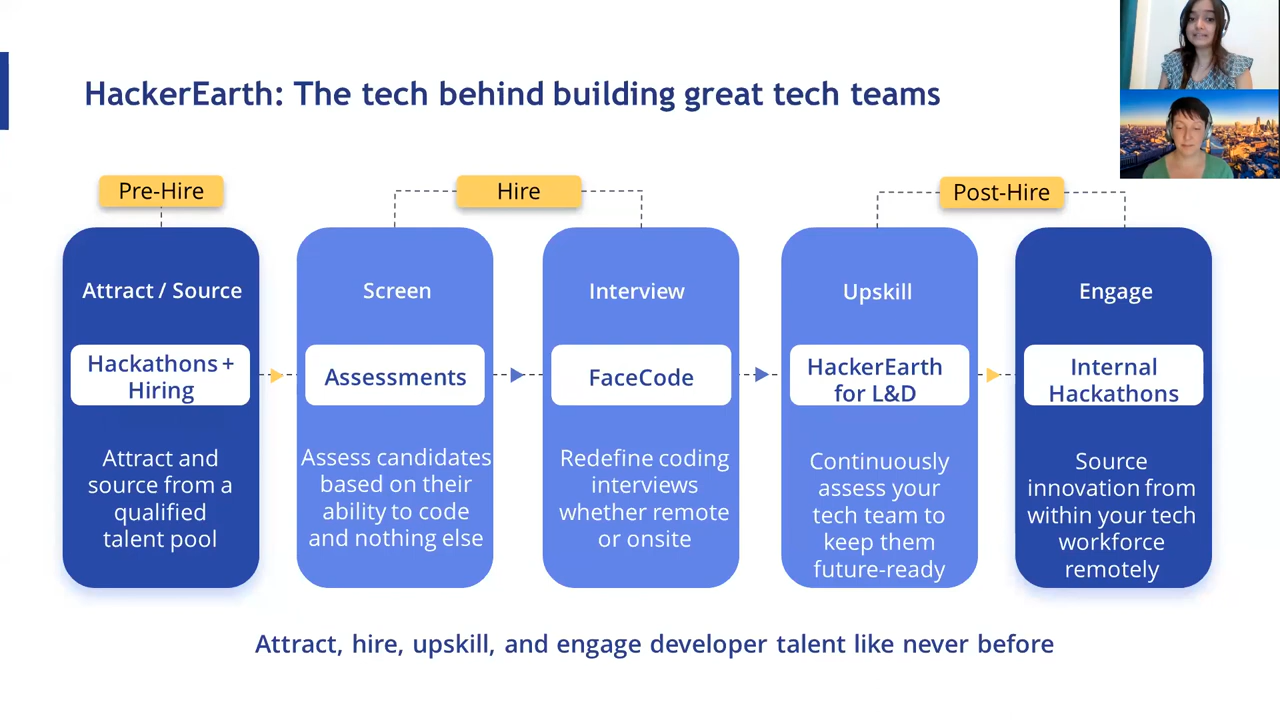 HackerEarth: The tech behind building great tech teams
Pre-Hire
Hire
Post-Hire
Attract / Source
Hackathons +
Hiring
Attract and
source from a
qualified
talent pool
Screen
Assessments
Assess candidates
based on their
ability to code
and nothing else
Interview
FaceCode
Redefine coding
interviews
whether remote
or onsite
Upskill
HackerEarth
for L&D
Continuously
assess your
tech team to
keep them
future-ready
Engage
Internal
Hackathons
Source
innovation from
within your tech
workforce
remotely
Attract, hire, upskill, and engage developer talent like never before